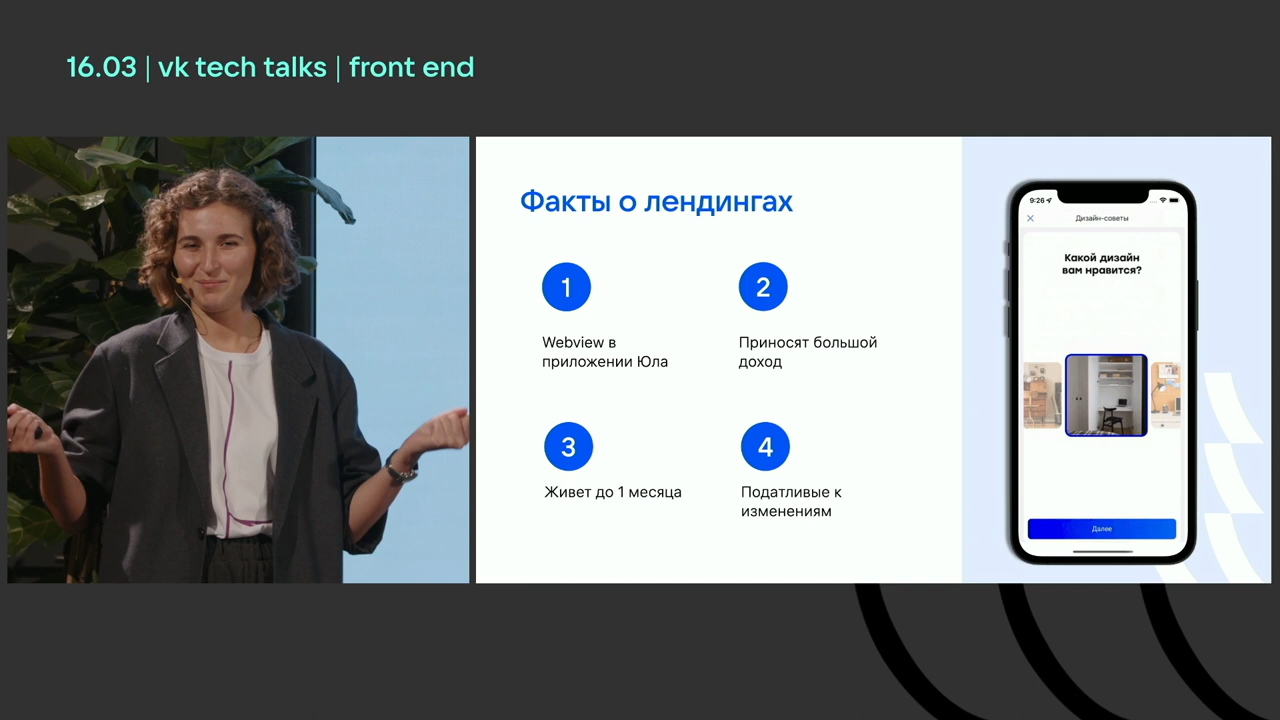 16.03 | vk tech talks | front end
Факты о лендингах
1
Webview в
приложении Юла
2
Приносят большой
доход
3
Живет до 1 месяца
4
Податливые к
изменениям
9:26
Дизайн-советы
Какой дизайн
вам нравится?
Далее